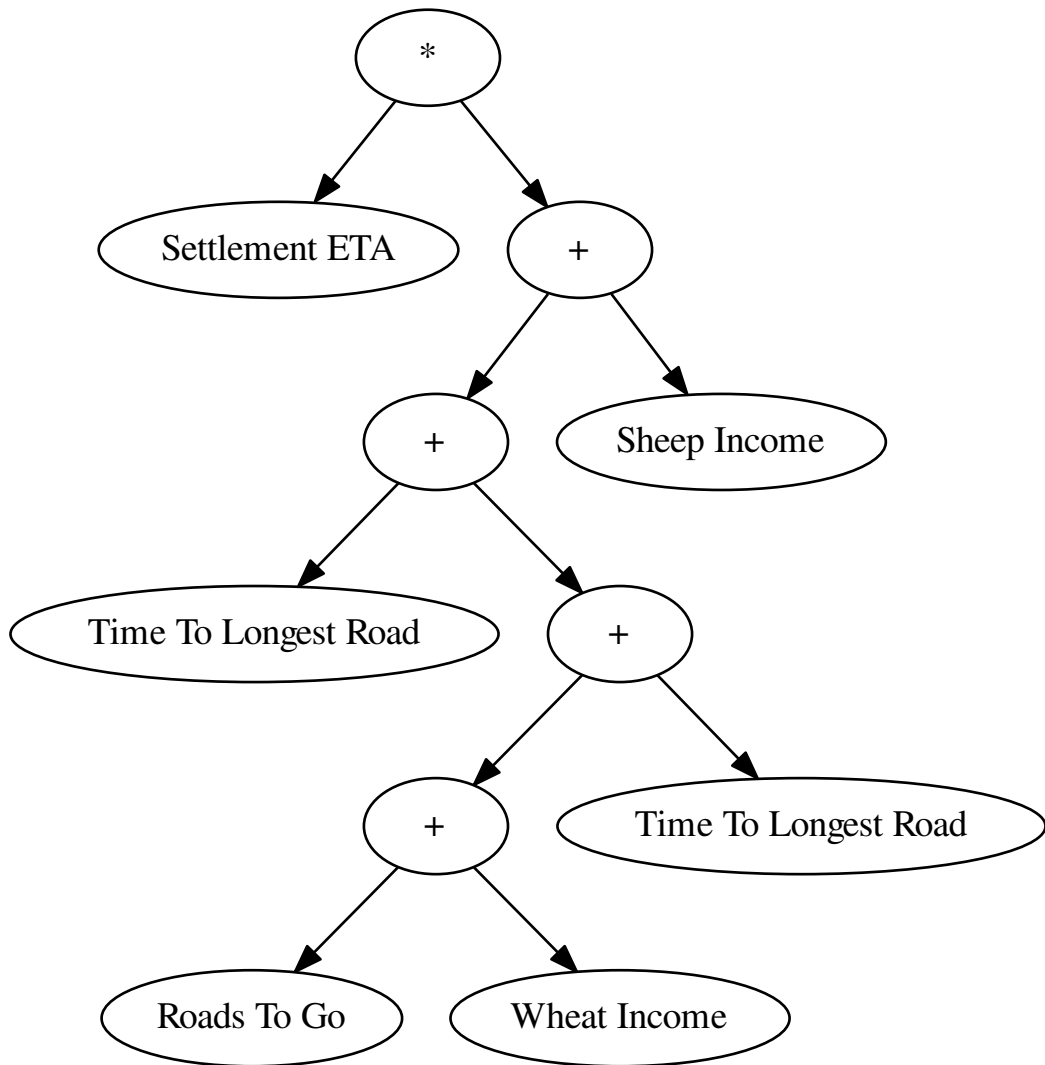 *
Settlement ETA
+
+
Sheep Income
Time To Longest Road
+
+
Time To Longest Road
Roads To Go
Wheat Income